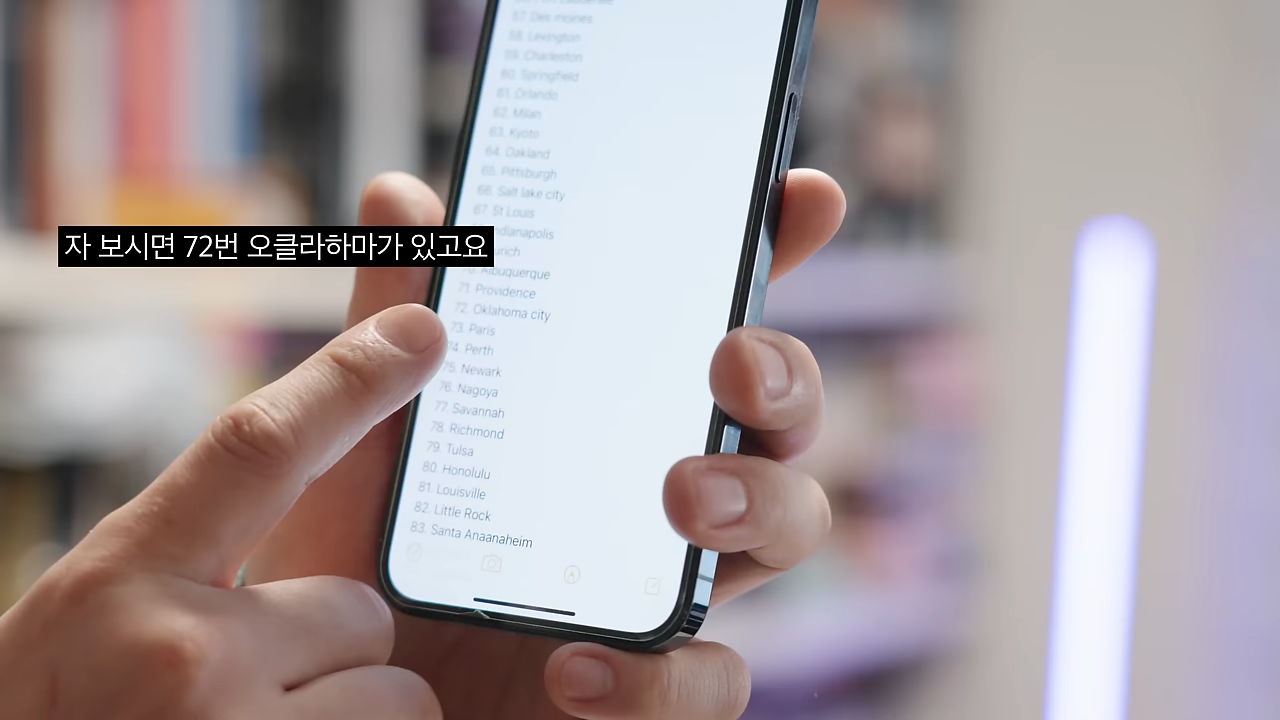 57. Des moines
58. Lexington
59. Charleston
60. Springfield
61. Orlando
62. Milan
63. Kyoto
64. Oakland
65. Pittsburgh
66. Salt lake city
67. St Louis
ndianapolis
자 보시면 72번 오클라하마가 있고요
urich
Albuquerque
71. Providence
72. Oklahoma city
73. Paris
74. Perth
75. Newark
76. Nagoya
77. Savannah
78. Richmond
79. Tulsa
80. Honolulu
81. Louisville
82. Little Rock
83. Santa Anaanaheim